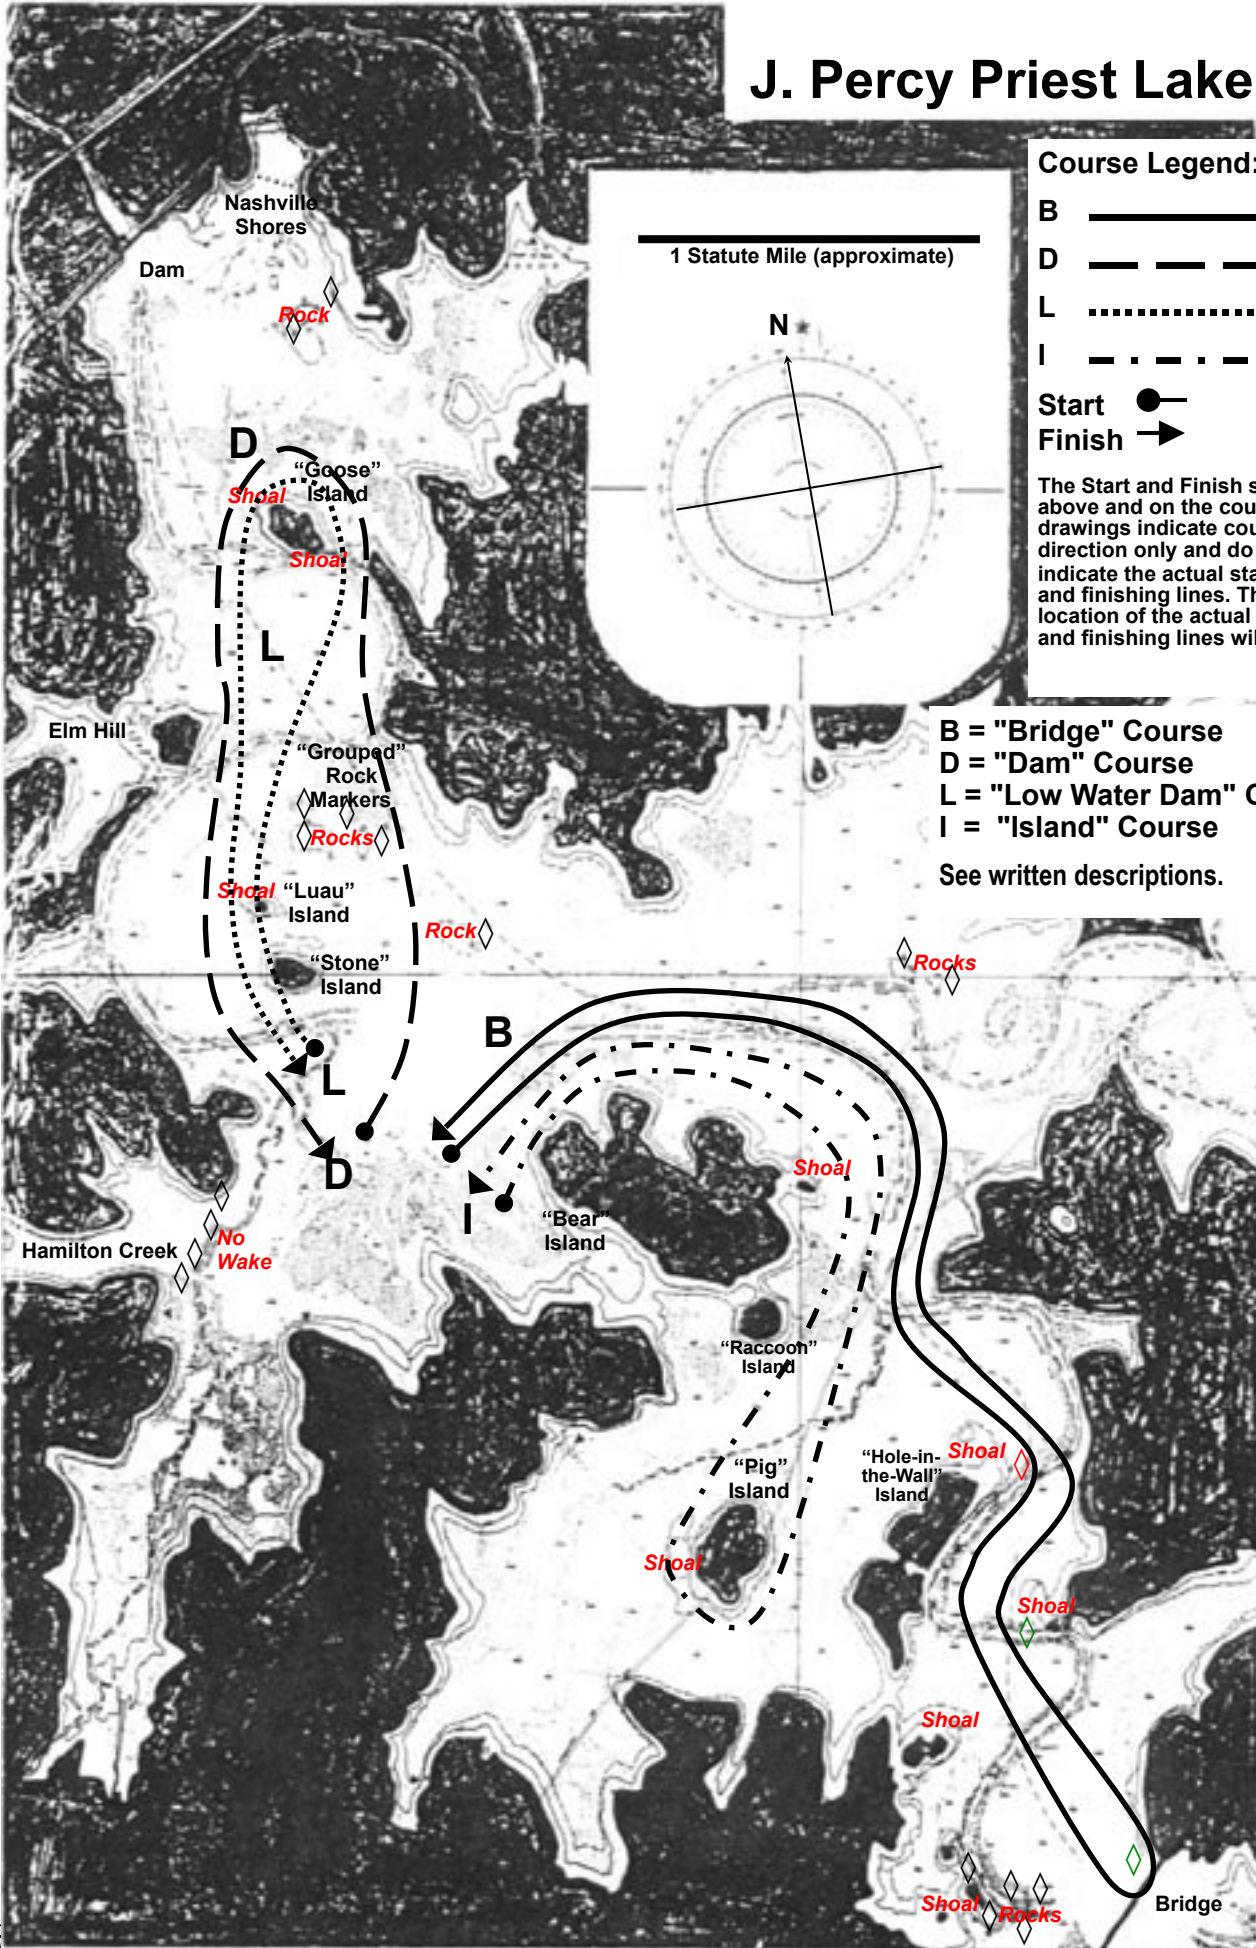 J. Percy Priest Lake
Course Legend:
B
D
L
I
Start
Finish
The Start and Finish s
above and on the cou
drawings indicate cou
direction only and do
indicate the actual sta
and finishing lines. Th
location of the actual
and finishing lines wil
1 Statute Mile (approximate)
N
B = "Bridge" Course
D = "Dam" Course
L = "Low Water Dam" C
I = "Island" Course
See written descriptions.
Nashville
Shores
Dam
Rock
D
“Goose”
Island
Shoal
Shoal
L
Elm Hill
“Grouped”
Rock
Markers
Rocks
Shoal
“Luau”
Island
Rock
Rocks
“Stone”
Island
B
L
D
I
Shoal
“Bear”
Island
No
Wake
Hamilton Creek
“Raccoon”
Island
“Pig”
Island
“Hole-in-
the-Wall”
Island
Shoal
Shoal
Shoal
Shoal
Shoal
Rocks
Bridge